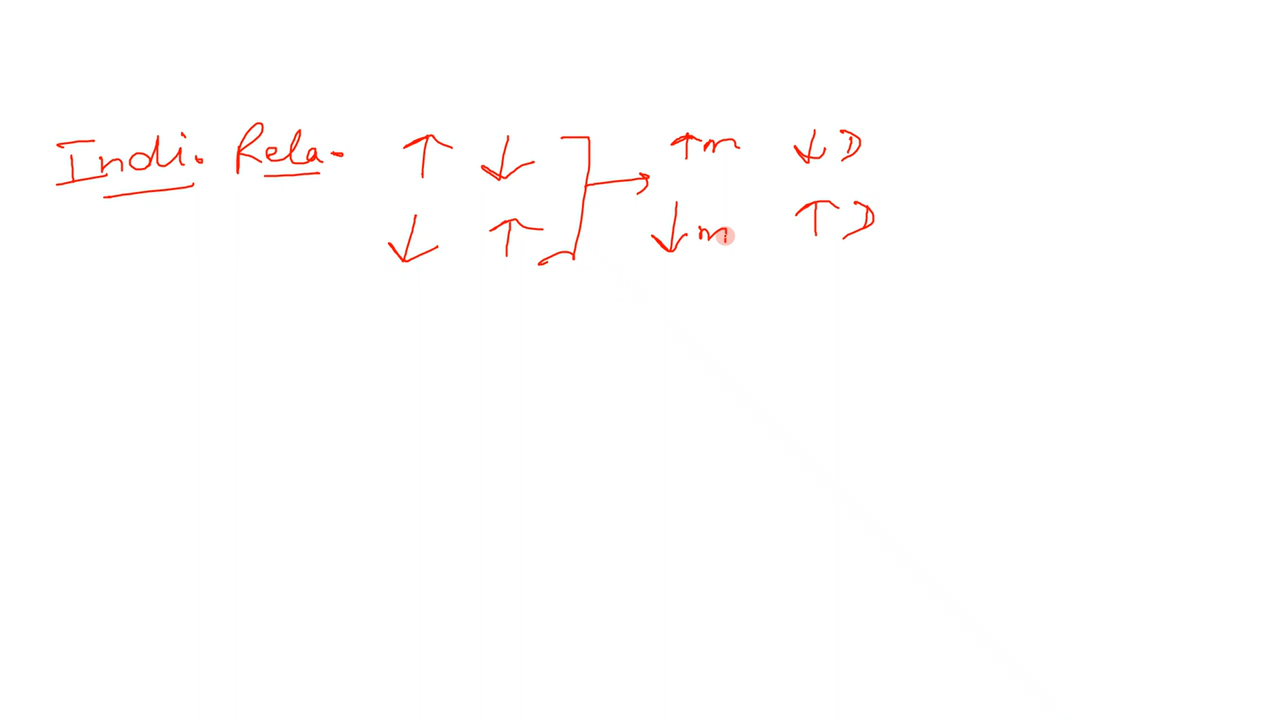 Indi. Rela. ↑ ↓ ] → ↑m ↓D
↓ ↑ ↓m ↑D